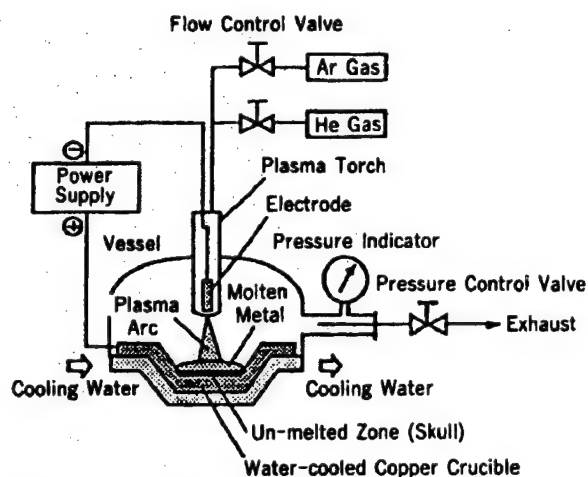 Flow Control Valve
Ar Gas
He Gas
Plasma Torch
⊖
Power
Supply
⊕
Electrode
Vessel
Pressure Indicator
Pressure Control Valve
Plasma
Arc
Molten
Metal
Exhaust
Cooling Water
Cooling Water
Un-melted Zone (Skull)
Water-cooled Copper Crucible